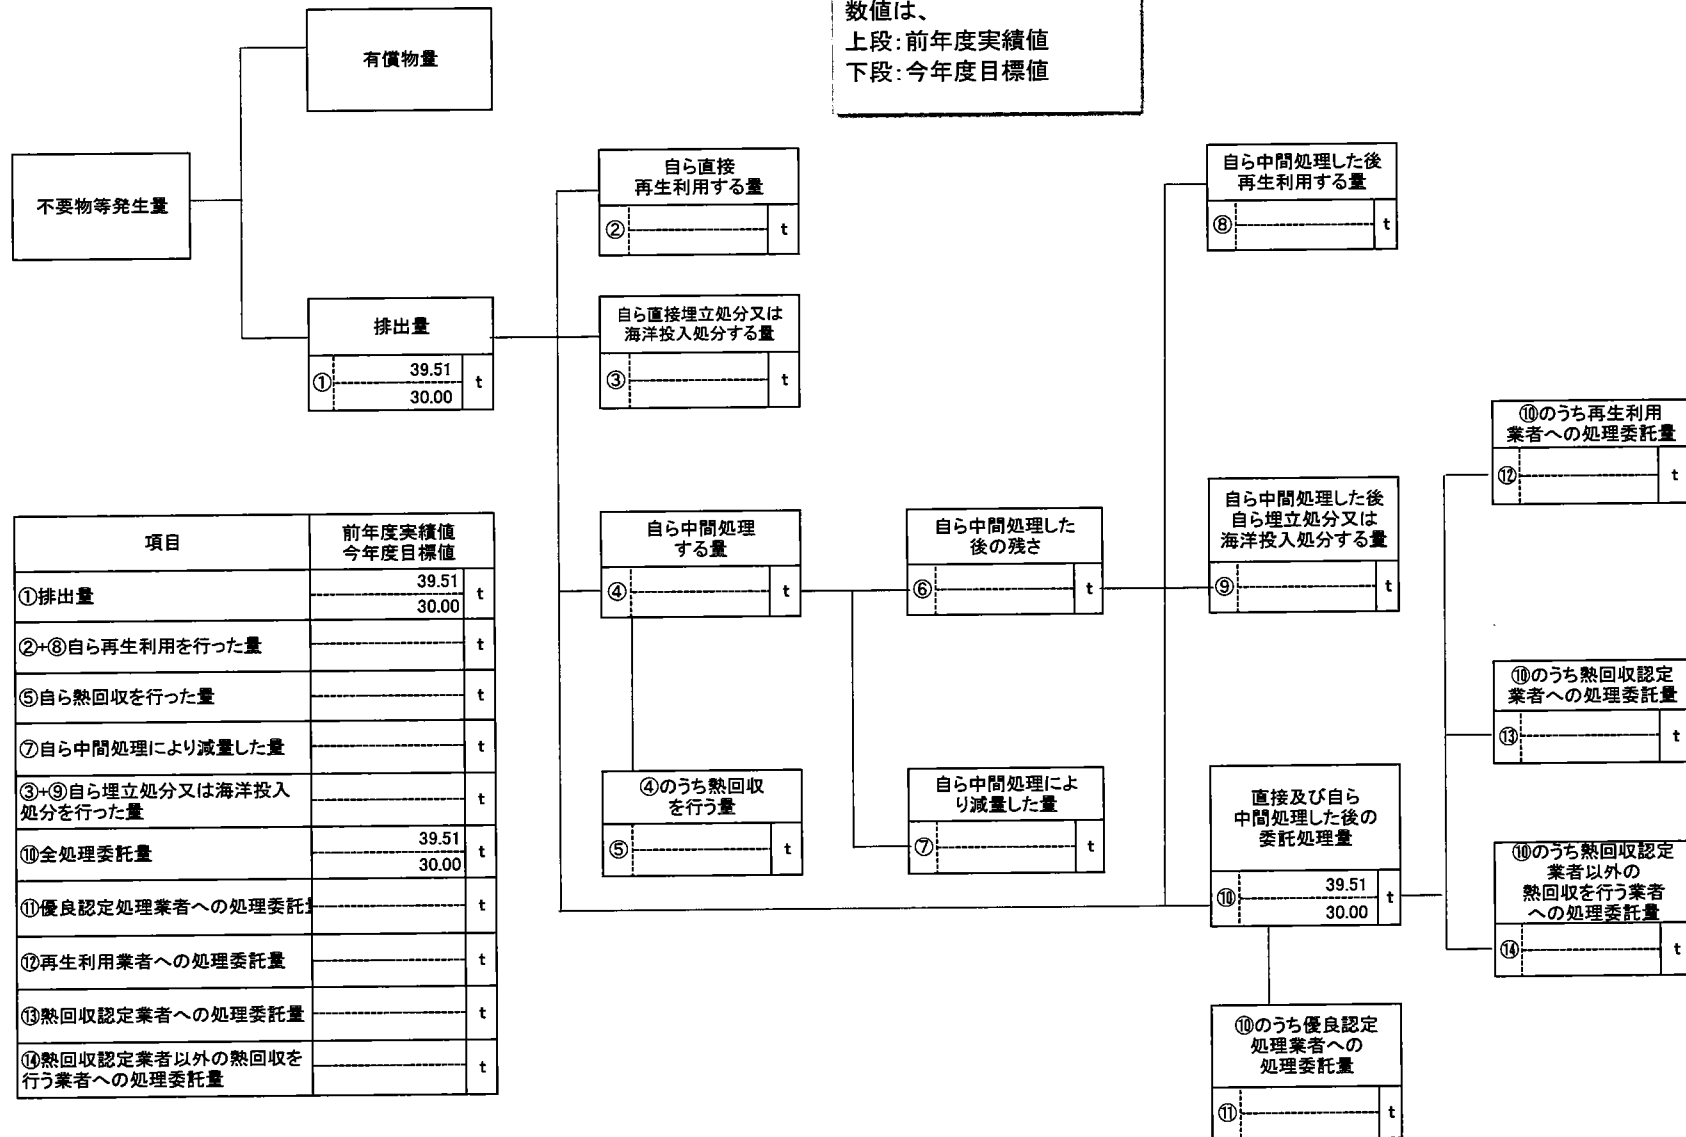 数値は、
上段:前年度実績値
下段:今年度目標値
有償物量
不要物等発生量
排出量
① 39.51 t
30.00
自ら直接
再生利用する量
② t
自ら直接埋立処分又は
海洋投入処分する量
③ t
自ら中間処理した後
再生利用する量
⑧ t
自ら中間処理
する量
④ t
自ら中間処理した
後の残さ
⑥ t
自ら中間処理した後
自ら埋立処分又は
海洋投入処分する量
⑨ t
④のうち熱回収
を行う量
⑤ t
自ら中間処理によ
り減量した量
⑦ t
直接及び自ら
中間処理した後の
委託処理量
⑩ 39.51 t
30.00
⑩のうち優良認定
処理業者への
処理委託量
⑪ t
⑩のうち再生利用
業者への処理委託量
⑫ t
⑩のうち熱回収認定
業者への処理委託量
⑬ t
⑩のうち熱回収認定
業者以外の
熱回収を行う業者
への処理委託量
⑭ t
項目 前年度実績値
今年度目標値
①排出量 39.51 t
30.00
②+⑧自ら再生利用を行った量 t
⑤自ら熱回収を行った量 t
⑦自ら中間処理により減量した量 t
③+⑨自ら埋立処分又は海洋投入
処分を行った量 t
⑩全処理委託量 39.51 t
30.00
⑪優良認定処理業者への処理委託 t
⑫再生利用業者への処理委託量 t
⑬熱回収認定業者への処理委託量 t
⑭熱回収認定業者以外の熱回収を
行う業者への処理委託量 t